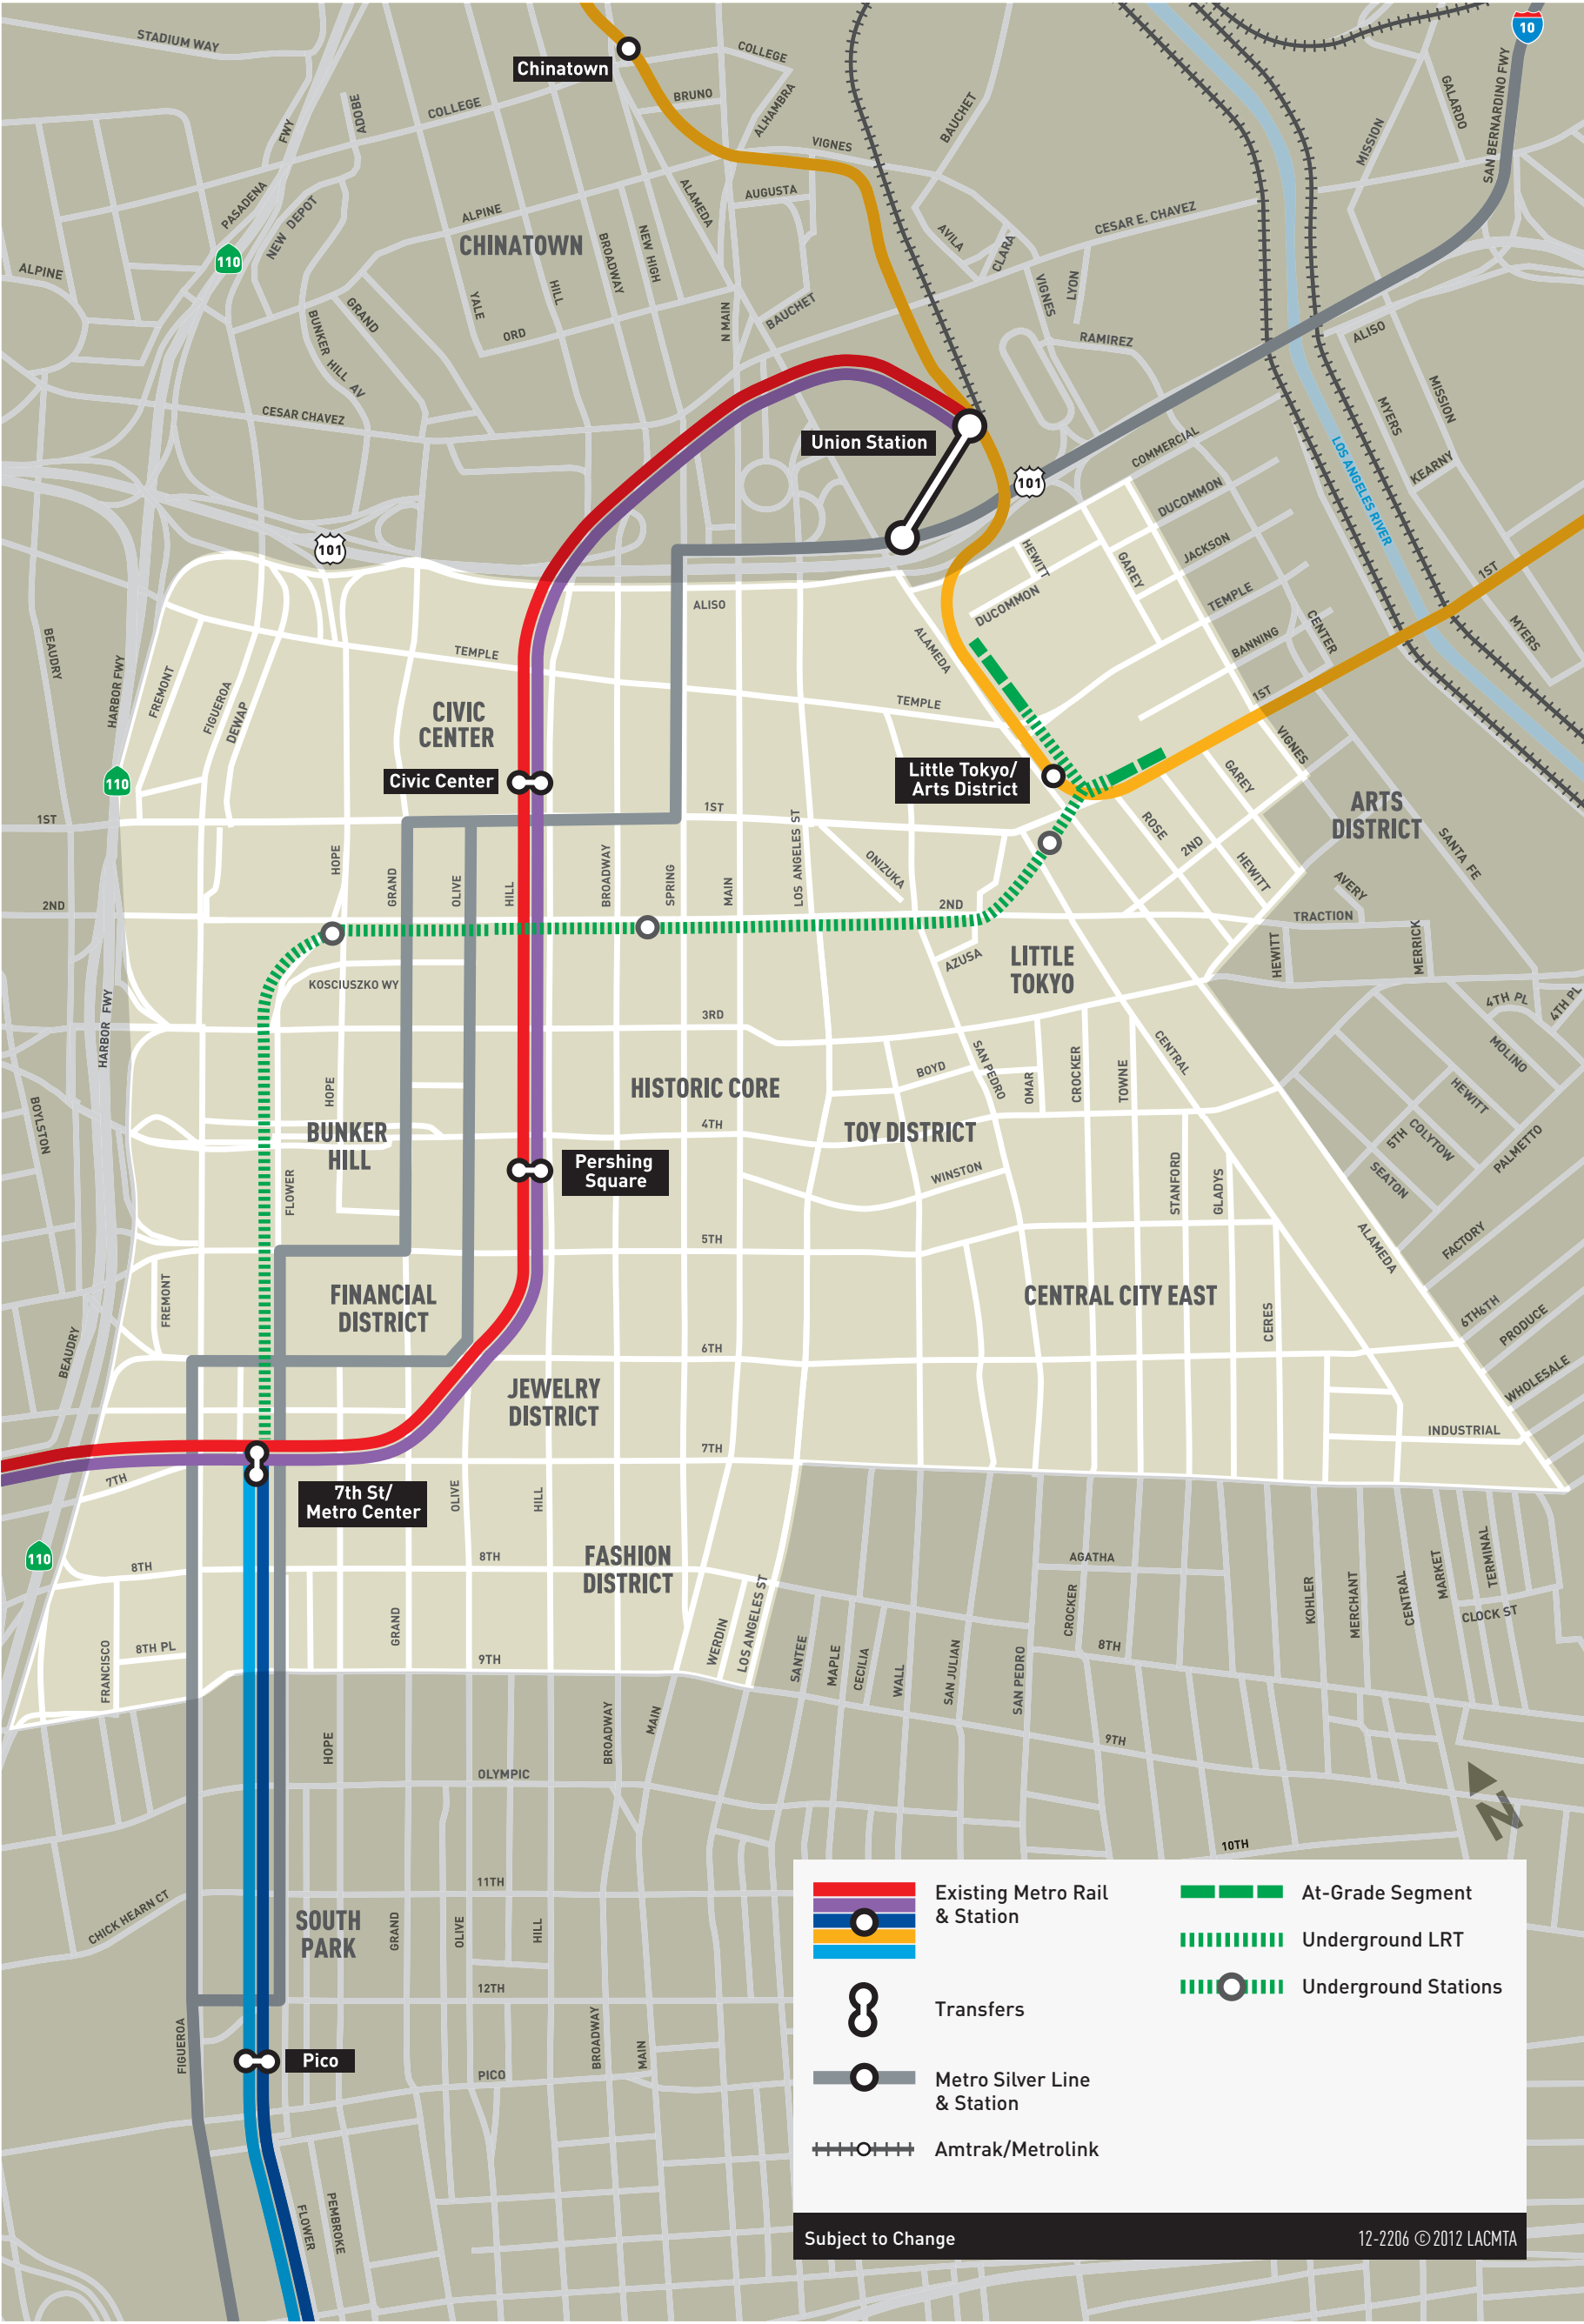 STADIUM WAY
Chinatown
COLLEGE
10
BRUNO
ALHAMBRA
BAUCHET
GALARDO
SAN BERNARDINO FWY
ADOBE
COLLEGE
FWY
VIGNES
MISSION
PASADENA
NEW DEPOT
ALPINE
CHINATOWN
ALAMEDA
AUGUSTA
CESAR E. CHAVEZ
110
ALPINE
BROADWAY
NEW HIGH
AVILA
CLARA
YALE
HILL
N MAIN
BAUCHET
VIGNES
LYON
GRAND
BUNKER HILL AV
ORD
RAMIREZ
ALISO
CESAR CHAVEZ
MYERS
MISSION
Union Station
COMMERCIAL
KEARNY
101
DUCOMMON
LOS ANGELES RIVER
101
HEWITT
GAREY
JACKSON
1ST
ALISO
DUCOMMON
TEMPLE
BEAUDRY
ALAMEDA
BANNING
CENTER
MYERS
HARBOR FWY
FREMONT
FIGUEROA
DEWAP
TEMPLE
TEMPLE
1ST
CIVIC
CENTER
VIGNES
110
Civic Center
Little Tokyo/
Arts District
GAREY
ARTS
DISTRICT
1ST
1ST
ROSE
2ND
SANTA FE
HOPE
GRAND
OLIVE
HILL
BROADWAY
SPRING
MAIN
LOS ANGELES ST
ONIZUKA
HEWITT
AVERY
2ND
2ND
TRACTION
HEWITT
MERRICK
AZUSA
LITTLE
TOKYO
KOSCIUSZKO WY
4TH PL
4TH PL
HARBOR FWY
3RD
CENTRAL
MOLINO
BOYLSTON
HOPE
HISTORIC CORE
BOYD
SAN PEDRO
OMAR
CROCKER
TOWNE
HEWITT
BUNKER
HILL
4TH
TOY DISTRICT
5TH
COLYTOW
PALMETTO
Pershing
Square
WINSTON
STANFORD
GLADYS
SEATON
FLOWER
5TH
ALAMEDA
FACTORY
FREMONT
FINANCIAL
DISTRICT
CENTRAL CITY EAST
CERES
6TH
6TH
PRODUCE
BEAUDRY
6TH
WHOLESALE
JEWELRY
DISTRICT
INDUSTRIAL
7TH
7TH
7th St/
Metro Center
OLIVE
HILL
110
8TH
8TH
FASHION
DISTRICT
AGATHA
MARKET
TERMINAL
FRANCISCO
8TH PL
GRAND
9TH
WERDIN
LOS ANGELES ST
SANTEE
MAPLE
CECILIA
WALL
SAN JULIAN
SAN PEDRO
CROCKER
8TH
KOHLER
MERCHANT
CENTRAL
CLOCK ST
HOPE
BROADWAY
MAIN
9TH
OLYMPIC
N
10TH
CHICK HEARN CT
11TH
SOUTH
PARK
GRAND
OLIVE
HILL
12TH
FIGUEROA
Pico
BROADWAY
MAIN
PICO
FLOWER
PEMBROKE
Existing Metro Rail
& Station
Transfers
Metro Silver Line
& Station
Amtrak/Metrolink
At-Grade Segment
Underground LRT
Underground Stations
Subject to Change
12-2206 ©2012 LACMTA